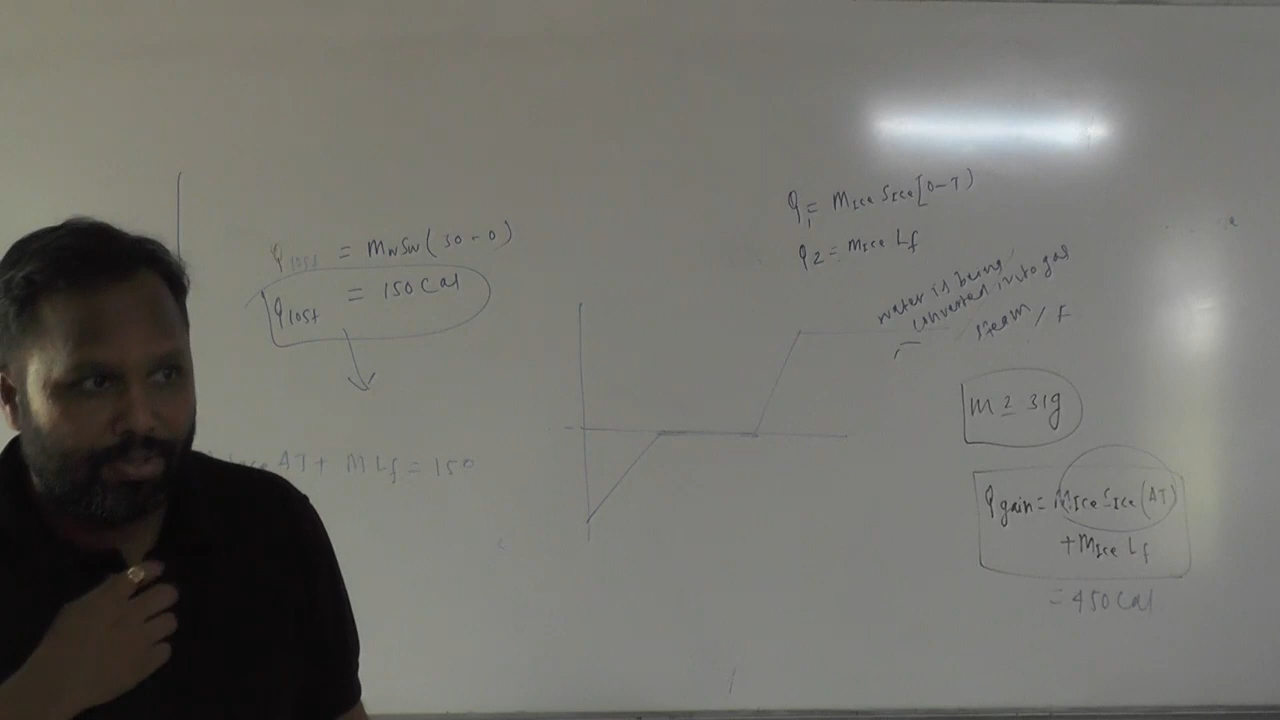 Q lost = MwSw (30-0)
Q lost = 150 Cal
ΔT + M Lf = 150
Q1 = MIce SIce [0-T)
Q2 = MIce Lf
water is being
converted into gas
steam /
M = 31g
Q gain = MIce SIce (ΔT)
+ MIce Lf
= 450 Cal